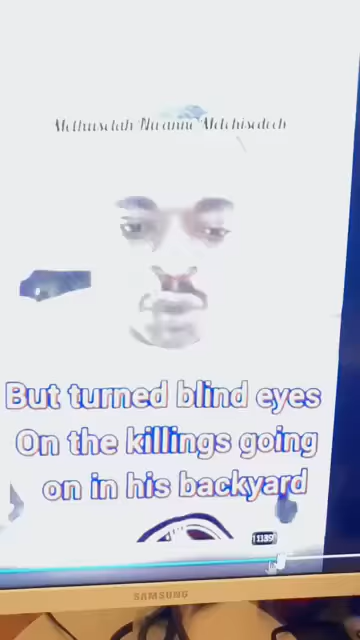 Methuselah Nwanne Melchisedech
But turned blind eyes
On the killings going
on in his backyard
SAMSUNG